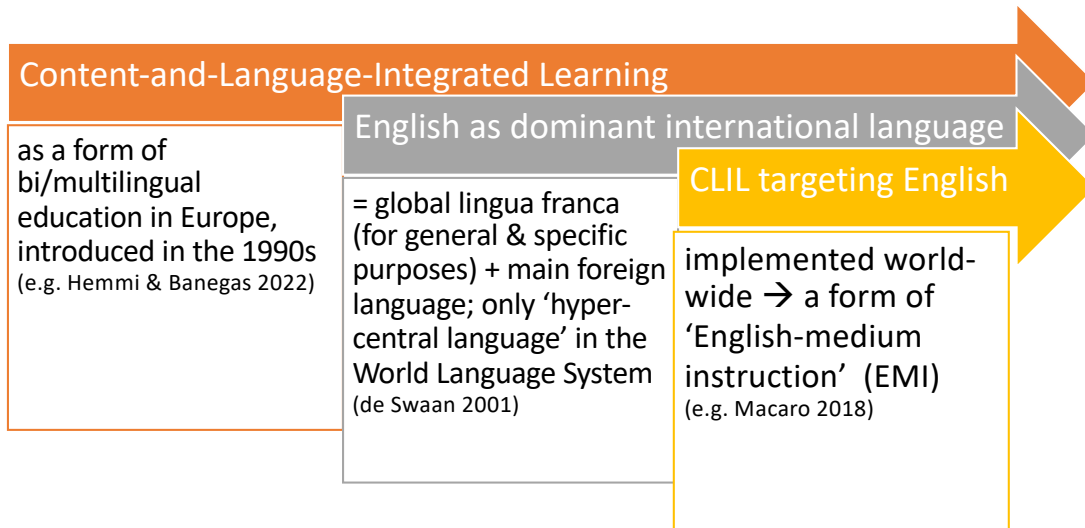 Content-and-Language-Integrated Learning
as a form of
bi/multilingual
education in Europe,
introduced in the 1990s
(e.g. Hemmi & Banegas 2022)
English as dominant international language
= global lingua franca
(for general & specific
purposes) + main foreign
language; only ‘hyper-
central language’ in the
World Language System
(de Swaan 2001)
CLIL targeting English
implemented world-
wide → a form of
‘English-medium
instruction’ (EMI)
(e.g. Macaro 2018)